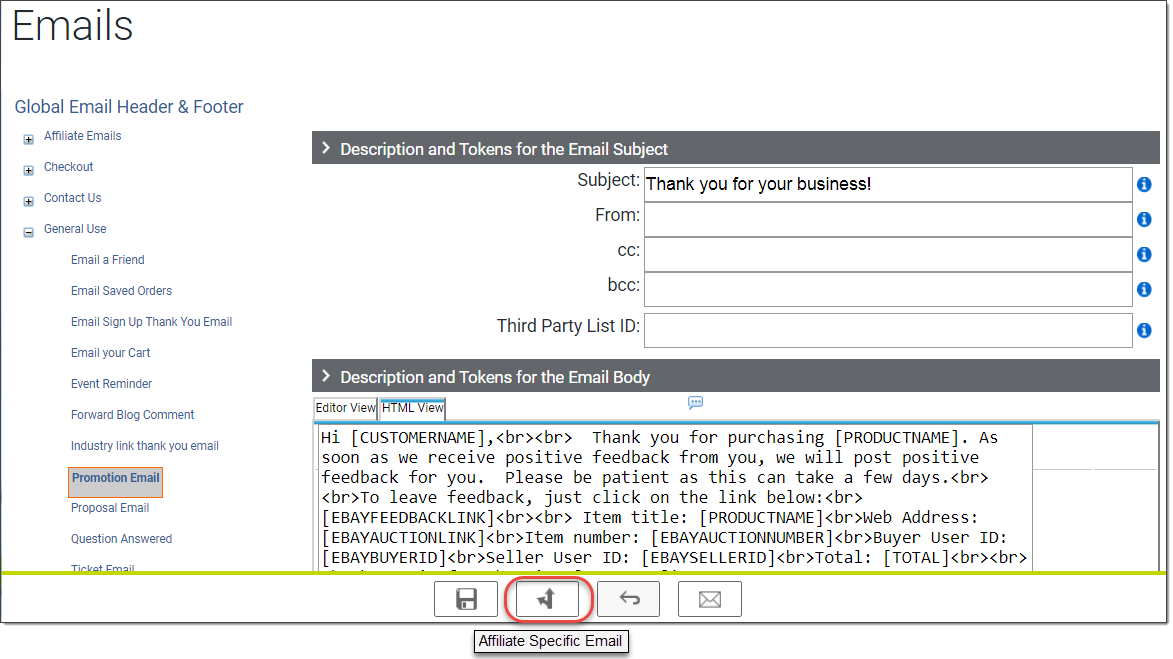 Emails
Global Email Header & Footer
Affiliate Emails
Checkout
Contact Us
General Use
Email a Friend
Email Saved Orders
Email Sign Up Thank You Email
Email your Cart
Event Reminder
Forward Blog Comment
Industry link thank you email
Promotion Email
Proposal Email
Question Answered
Ticket Email
Description and Tokens for the Email Subject
Subject: Thank you for your business!
From:
cc:
bcc:
Third Party List ID:
Description and Tokens for the Email Body
Editor View HTML View
Hi [CUSTOMERNAME],<br><br>  Thank you for purchasing [PRODUCTNAME]. As
soon as we receive positive feedback from you, we will post positive
feedback for you.  Please be patient as this can take a few days.<br>
<br>To leave feedback, just click on the link below:<br>
[EBAYFEEDBACKLINK]<br><br> Item title: [PRODUCTNAME]<br>Web Address:
[EBAYAUCTIONLINK]<br>Item number: [EBAYAUCTIONNUMBER]<br>Buyer User ID:
[EBAYBUYERID]<br>Seller User ID: [EBAYSELLERID]<br>Total: [TOTAL]<br><br>
Affiliate Specific Email